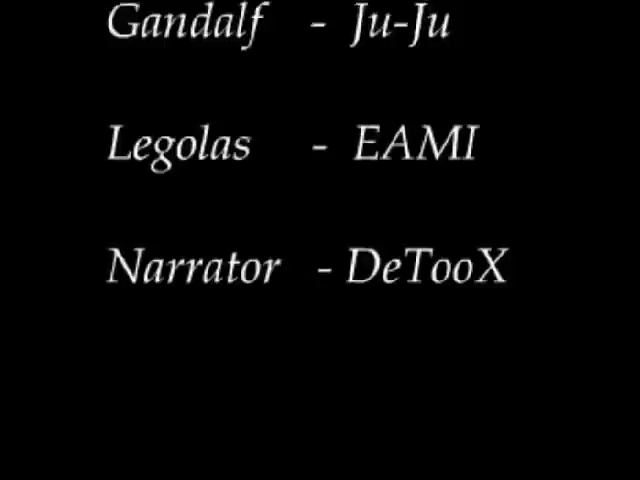 Gandalf - Ju-Ju
Legolas - EAMI
Narrator - DeTooX